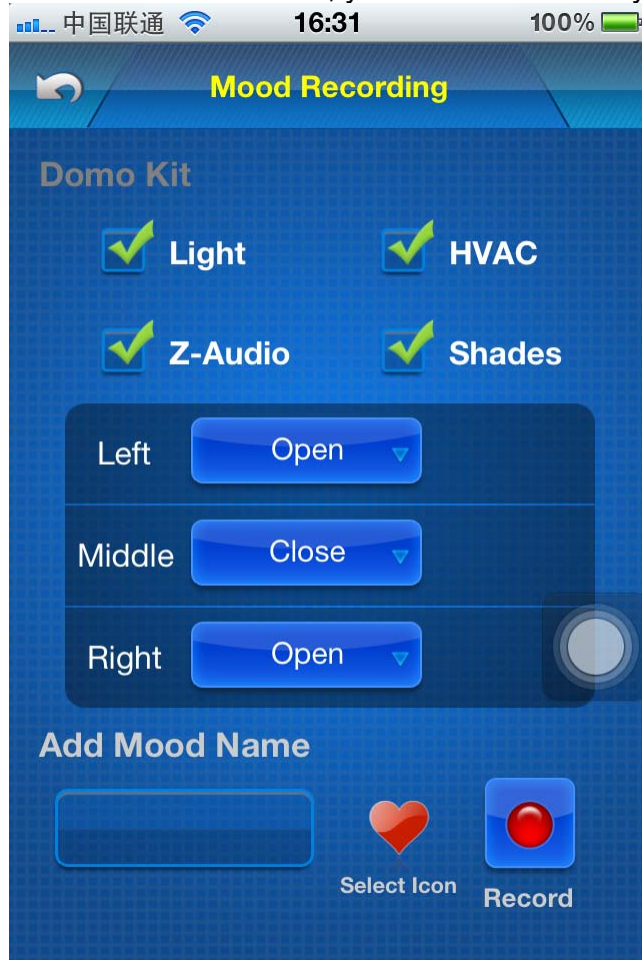 中国联通 16:31 100%
Mood Recording
Domo Kit
Light HVAC
Z-Audio Shades
Left Open
Middle Close
Right Open
Add Mood Name
Select Icon Record